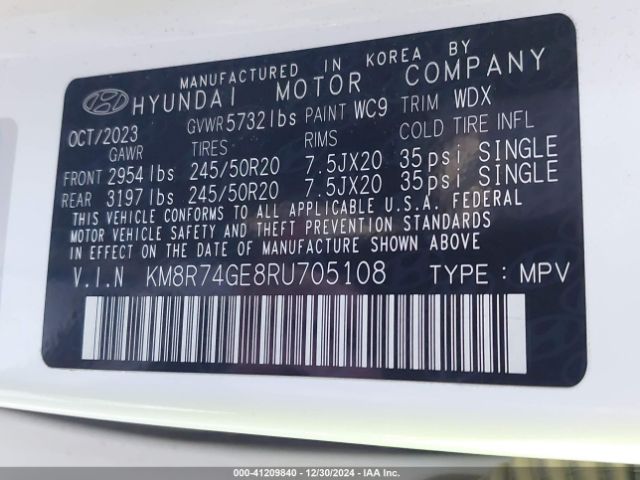 MANUFACTURED IN KOREA BY
HYUNDAI MOTOR COMPANY
OCT/2023 GVWR 5732lbs PAINT WC9 TRIM WDX
GAWR TIRES RIMS COLD TIRE INFL
FRONT 2954 lbs 245/50R20 7.5JX20 35psi SINGLE
REAR 3197 lbs 245/50R20 7.5JX20 35psi SINGLE
THIS VEHICLE CONFORMS TO ALL APPLICABLE U.S.A. FEDERAL
MOTOR VEHICLE SAFETY AND THEFT PREVENTION STANDARDS
IN EFFECT ON THE DATE OF MANUFACTURE SHOWN ABOVE.
V.I.N KM8R74GE8RU705108 TYPE : MPV
000-41209840 - 12/30/2024 - IAA Inc.